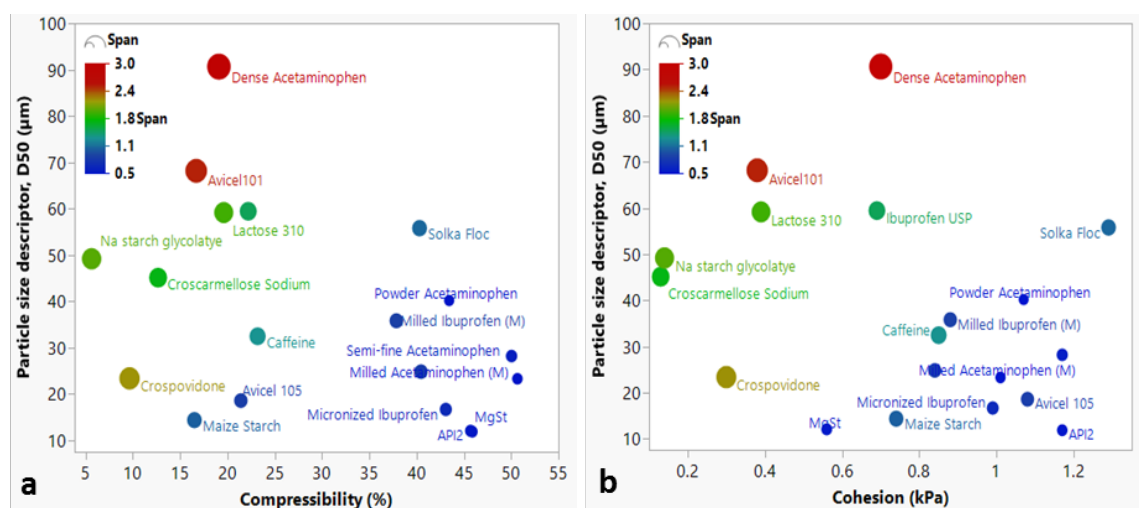 Span
3.0
2.4
1.8 Span
1.1
0.5
Particle size descriptor, D50 (µm)
100
90
80
70
60
50
40
30
20
10
Dense Acetaminophen
Avicel101
Lactose 310
Solka Floc
Na starch glycolatye
Croscarmellose Sodium
Powder Acetaminophen
Milled Ibuprofen (M)
Caffeine
Semi-fine Acetaminophen
Milled Acetaminophen (M)
Crospovidone
Avicel 105
Micronized Ibuprofen
MgSt
Maize Starch
API2
5 10 15 20 25 30 35 40 45 50 55
Compressibility (%)
a
Span
3.0
2.4
1.8 Span
1.1
0.5
Particle size descriptor, D50 (µm)
100
90
80
70
60
50
40
30
20
10
Dense Acetaminophen
Avicel101
Lactose 310
Ibuprofen USP
Solka Floc
Na starch glycolatye
Croscarmellose Sodium
Powder Acetaminophen
Milled Ibuprofen (M)
Caffeine
Milled Acetaminophen (M)
Crospovidone
Micronized Ibuprofen
Avicel 105
MgSt
Maize Starch
API2
0.2 0.4 0.6 0.8 1 1.2
Cohesion (kPa)
b